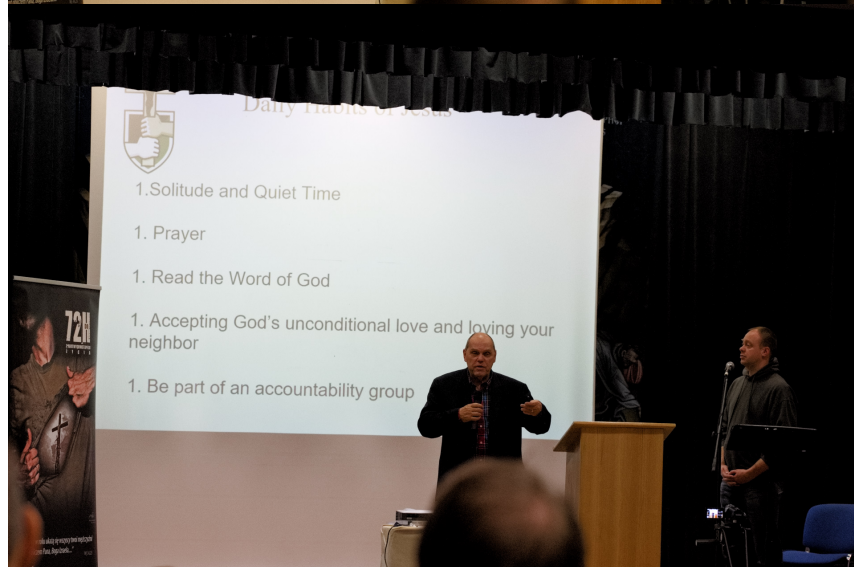 Daily Habits of Jesus
1.Solitude and Quiet Time
1. Prayer
1. Read the Word of God
1. Accepting God's unconditional love and loving your
neighbor
1. Be part of an accountability group
72H